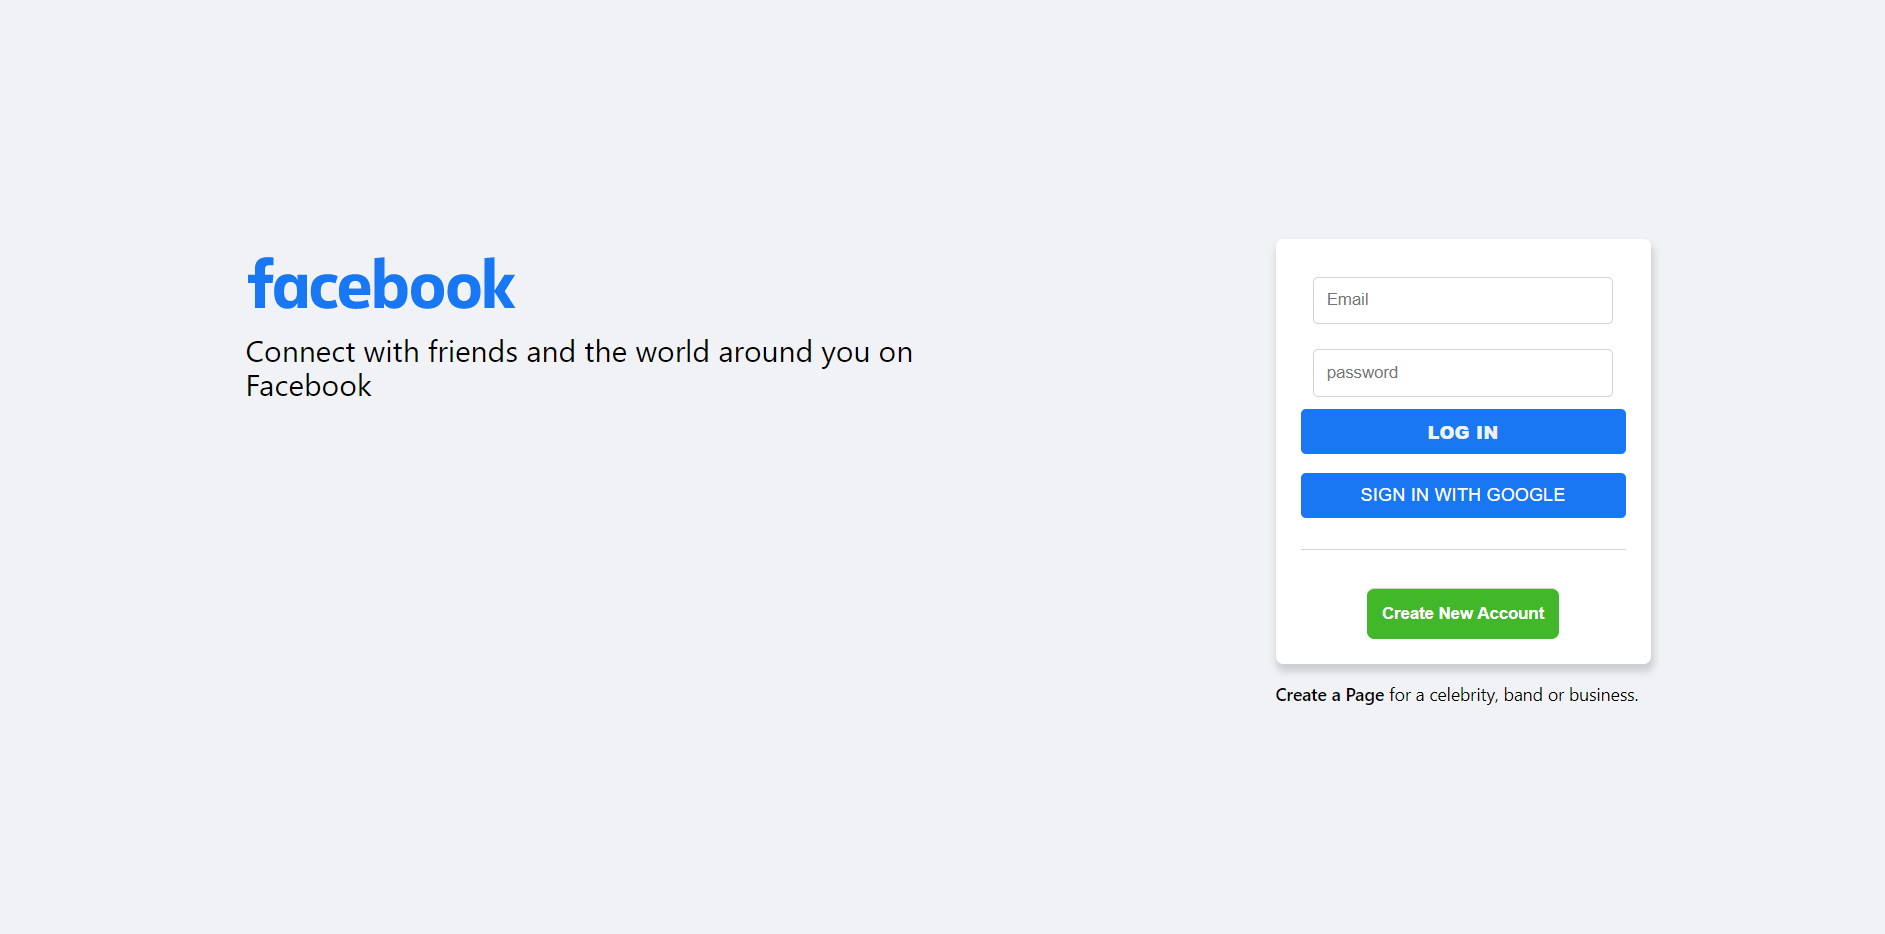 facebook
Connect with friends and the world around you on
Facebook
Email
password
LOG IN
SIGN IN WITH GOOGLE
Create New Account
Create a Page for a celebrity, band or business.